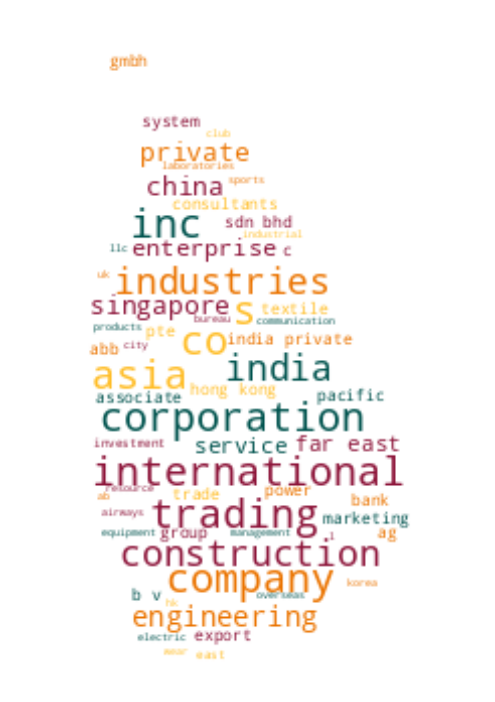 gmbh
system
club
private
laboratories
sports
china
consultants
inc sdn bhd
industrial
llc enterprise c
uk industries
singapore s textile
bureau communication
products pte
co india private
abb city
asia india
hong kong
associate pacific
corporation
investment service far east
international
resource power
ab trade bank
airways trading marketing
equipment group management l ag
construction
company korea
b v overseas
hk
engineering
electric export
near east